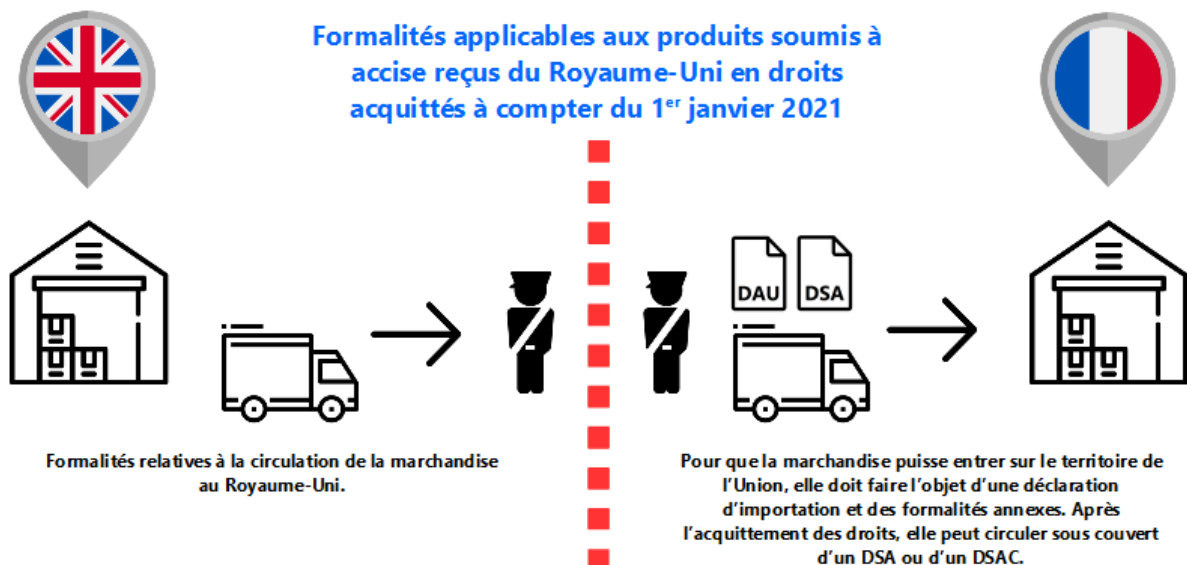 Formalités applicables aux produits soumis à
accise reçus du Royaume-Uni en droits
acquittés à compter du 1er janvier 2021
DAU
DSA
Formalités relatives à la circulation de la marchandise
au Royaume-Uni.
Pour que la marchandise puisse entrer sur le territoire de
l'Union, elle doit faire l'objet d'une déclaration
d'importation et des formalités annexes. Après
l'acquittement des droits, elle peut circuler sous couvert
d'un DSA ou d'un DSAC.